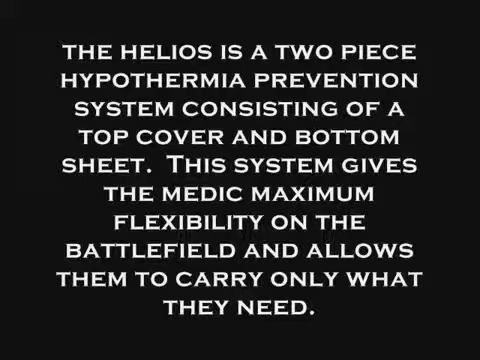 THE HELIOS IS A TWO PIECE
HYPOTHERMIA PREVENTION
SYSTEM CONSISTING OF A
TOP COVER AND BOTTOM
SHEET. THIS SYSTEM GIVES
THE MEDIC MAXIMUM
FLEXIBILITY ON THE
BATTLEFIELD AND ALLOWS
THEM TO CARRY ONLY WHAT
THEY NEED.